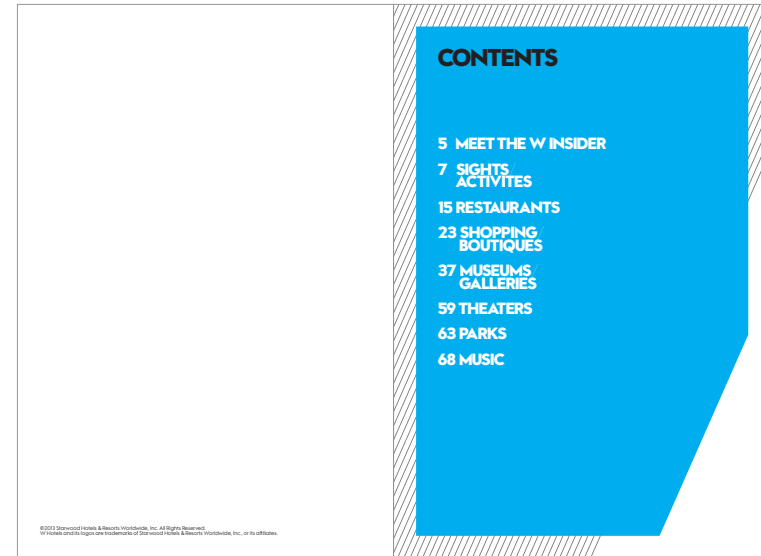 CONTENTS
5 MEET THE W INSIDER
7 SIGHTS/
ACTIVITES
15 RESTAURANTS
23 SHOPPING/
BOUTIQUES
37 MUSEUMS/
GALLERIES
59 THEATERS
63 PARKS
68 MUSIC
©2013 Starwood Hotels & Resorts Worldwide, Inc. All Rights Reserved.
W Hotels and its logos are trademarks of Starwood Hotels & Resorts Worldwide, Inc., or its affiliates.